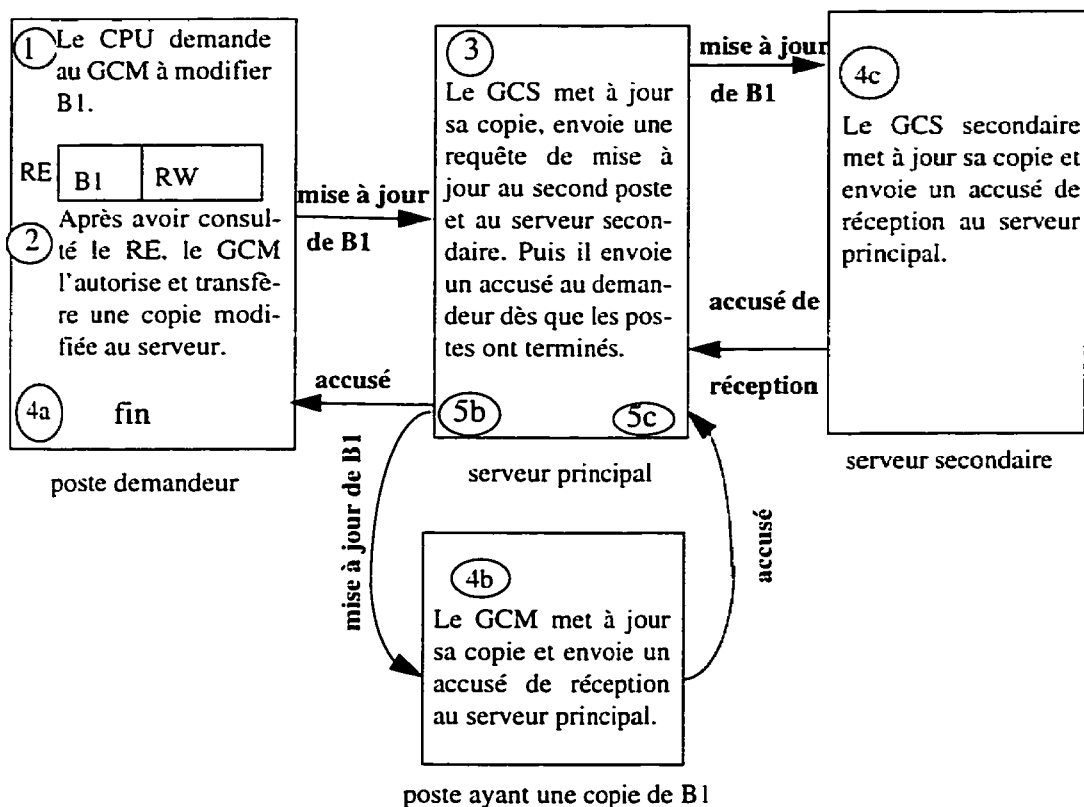 1
Le CPU demande
au GCM à modifier
B1.
RE
B1
RW
2
Après avoir consul-
té le RE, le GCM
l'autorise et transfè-
re une copie modi-
fiée au serveur.
4a
fin
poste demandeur
mise à jour
de B1
accusé
3
Le GCS met à jour
sa copie, envoie une
requête de mise à
jour au second poste
et au serveur secon-
daire. Puis il envoie
un accusé au deman-
deur dès que les pos-
tes ont terminés.
5b
5c
serveur principal
mise à jour
de B1
accusé de
réception
4c
Le GCS secondaire
met à jour sa copie et
envoie un accusé de
réception au serveur
principal.
serveur secondaire
mise à jour de B1
4b
Le GCM met à jour
sa copie et envoie un
accusé de réception
au serveur principal.
accusé
poste ayant une copie de B1